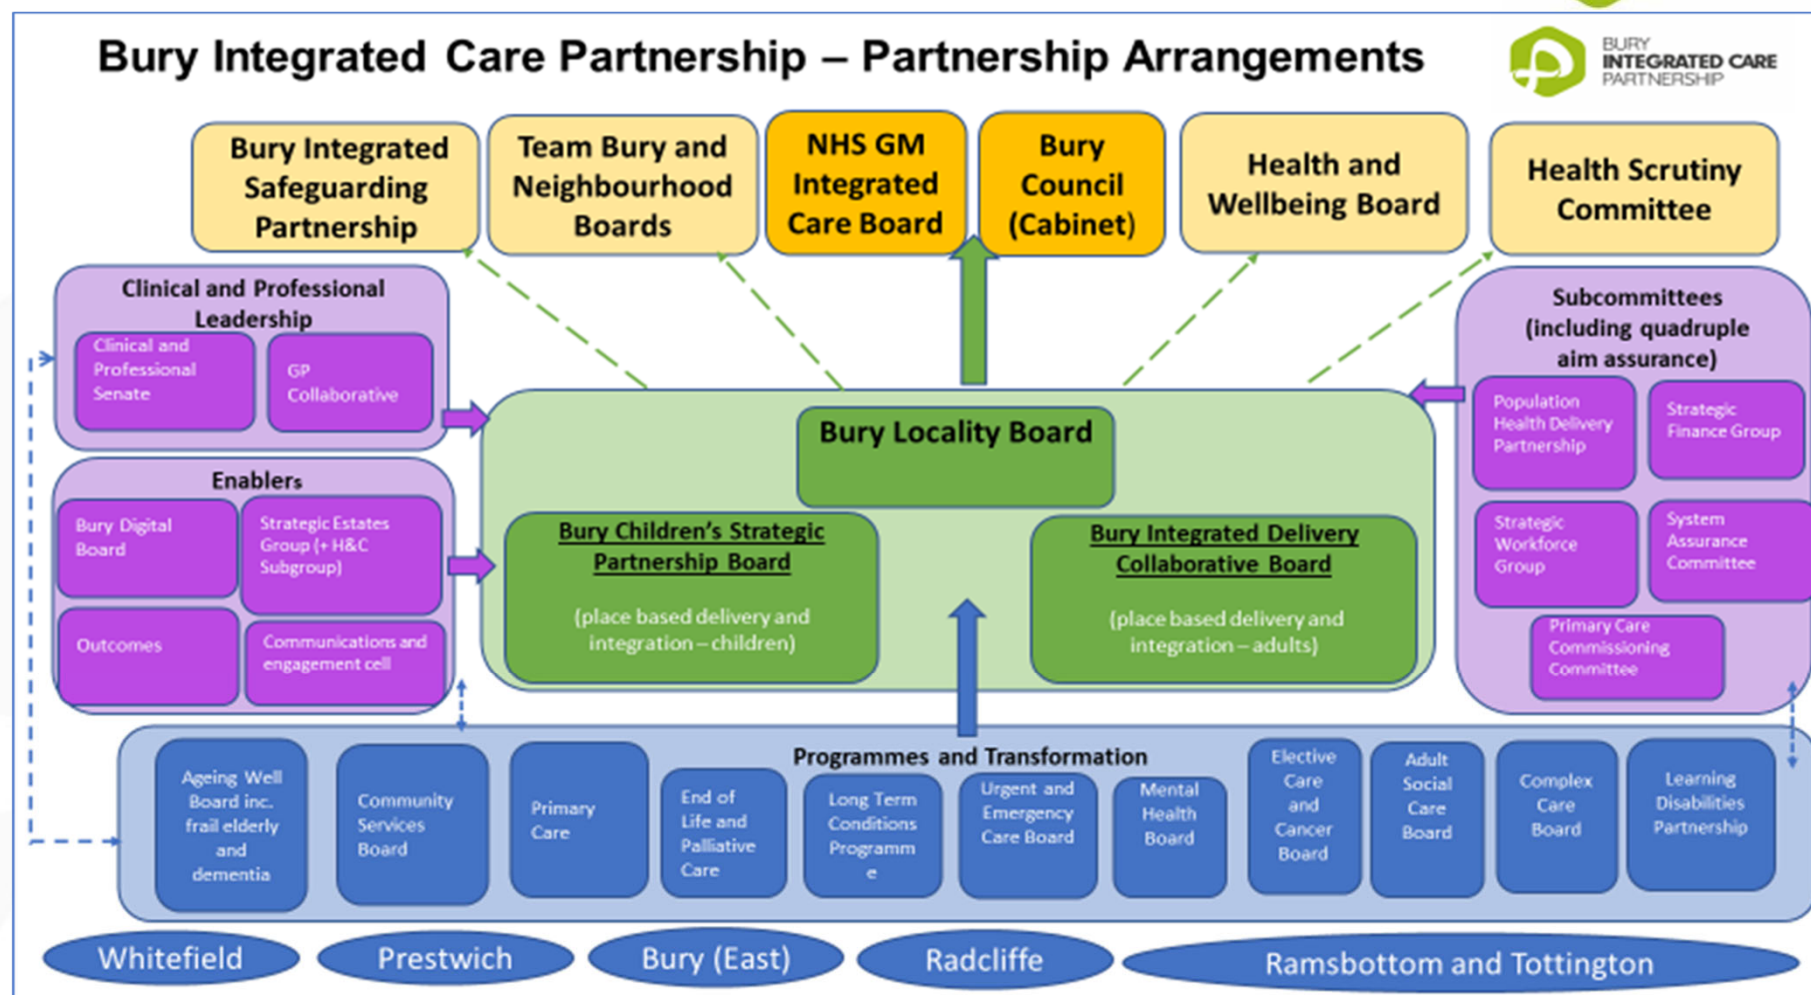 Bury Integrated Care Partnership – Partnership Arrangements
BURY
INTEGRATED CARE
PARTNERSHIP
Bury Integrated
Safeguarding
Partnership
Team Bury and
Neighbourhood
Boards
NHS GM
Integrated
Care Board
Bury
Council
(Cabinet)
Health and
Wellbeing Board
Health Scrutiny
Committee
Clinical and Professional
Leadership
Clinical and
Professional
Senate
GP
Collaborative
Enablers
Bury Digital
Board
Strategic Estates
Group (+ H&C
Subgroup)
Outcomes
Communications and
engagement cell
Bury Locality Board
Bury Children's Strategic
Partnership Board
(place based delivery and
integration – children)
Bury Integrated Delivery
Collaborative Board
(place based delivery and
integration – adults)
Subcommittees
(including quadruple
aim assurance)
Population
Health Delivery
Partnership
Strategic
Finance Group
Strategic
Workforce
Group
System
Assurance
Committee
Primary Care
Commissioning
Committee
Programmes and Transformation
Ageing Well
Board inc.
frail elderly
and
dementia
Community
Services
Board
Primary
Care
End of
Life and
Palliative
Care
Long Term
Conditions
Programm
e
Urgent and
Emergency
Care Board
Mental
Health
Board
Elective
Care
and
Cancer
Board
Adult
Social
Care
Board
Complex
Care
Board
Learning
Disabilities
Partnership
Whitefield
Prestwich
Bury (East)
Radcliffe
Ramsbottom and Tottington